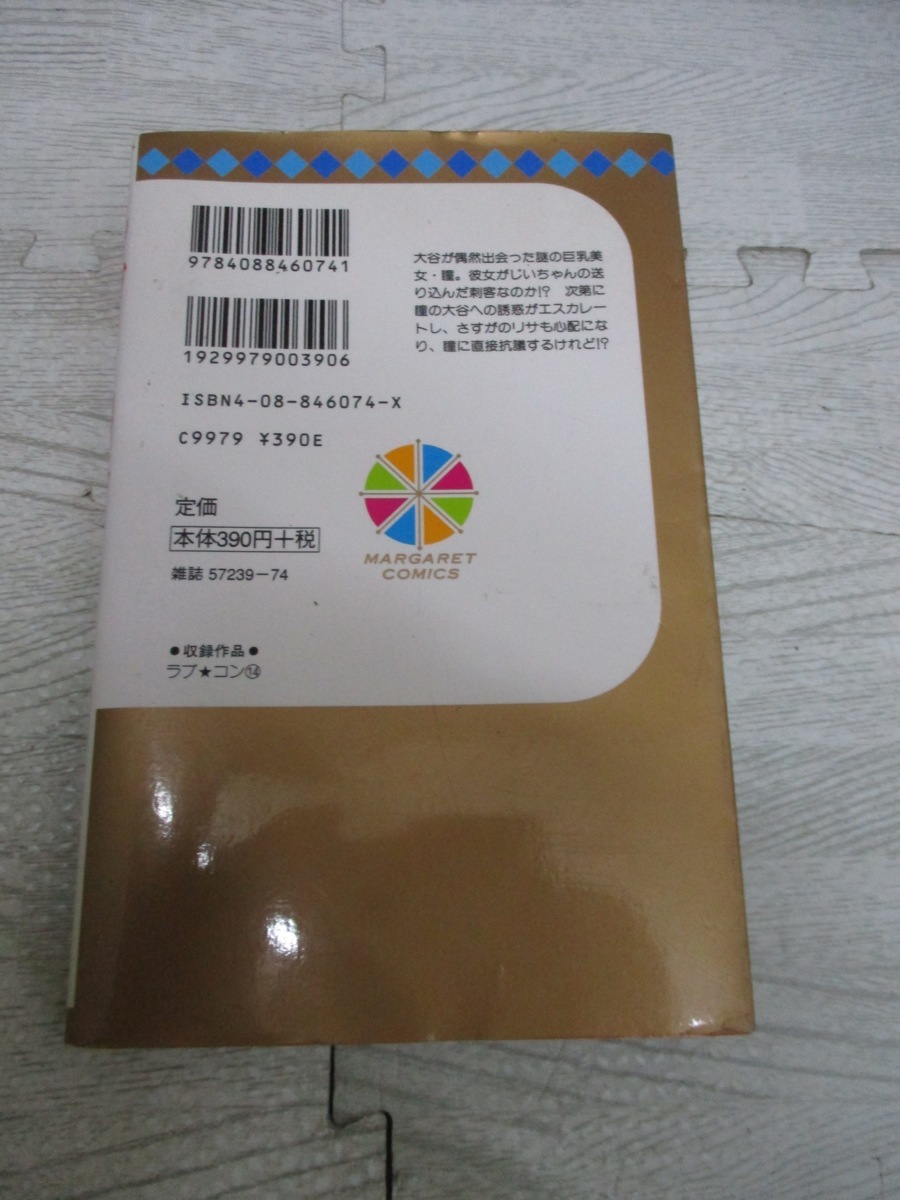 9784088460741
1929979003906
ISBN4-08-846074-X
C9979 ¥390E
定価
本体390円+税
雑誌 57239-74
●収録作品●
ラブ★コン⑭
大谷が偶然出会った謎の巨乳美
女・瞳。彼女がじいちゃんの送
り込んだ刺客なのか!? 次第に
瞳の大谷への誘惑がエスカレー
トし、さすがのリサも心配にな
り、瞳に直接抗議するけれど!?
MARGARET
COMICS